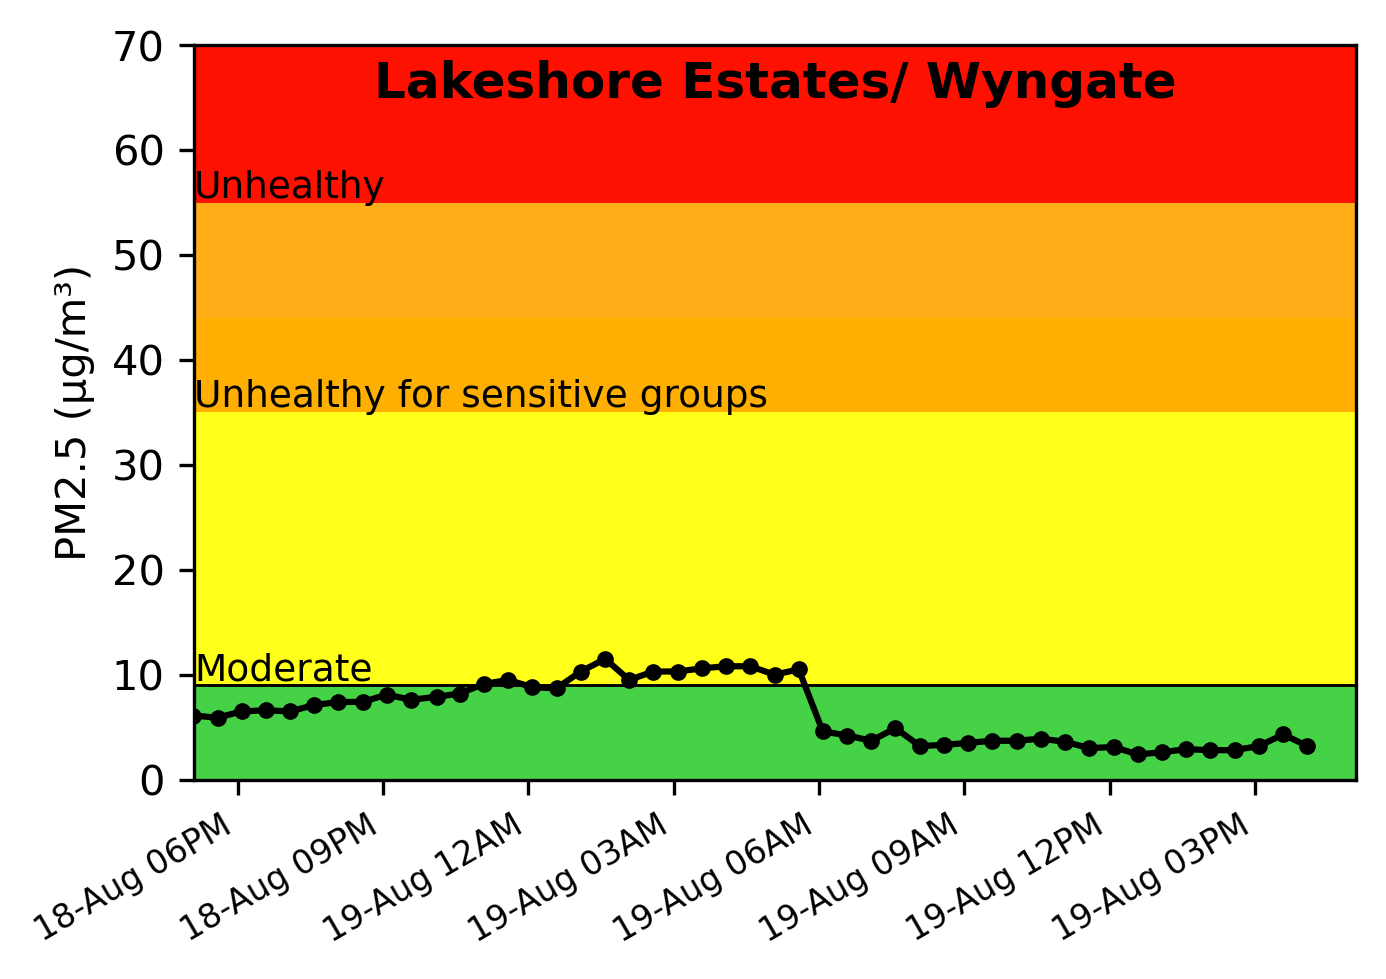 Lakeshore Estates/ Wyngate
70
60
50
40
30
20
10
0
PM2.5 (µg/m³)
Unhealthy
Unhealthy for sensitive groups
Moderate
18-Aug 06PM
18-Aug 09PM
19-Aug 12AM
19-Aug 03AM
19-Aug 06AM
19-Aug 09AM
19-Aug 12PM
19-Aug 03PM